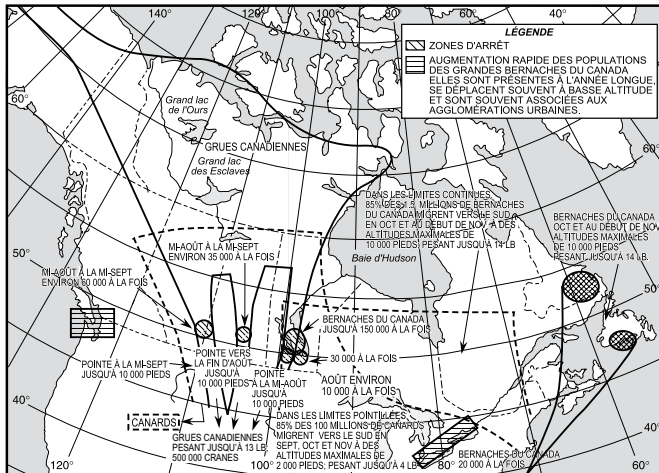 140°
120°
100°
80°
60°
LÉGENDE
ZONES D'ARRÊT
AUGMENTATION RAPIDE DES POPULATIONS
DES GRANDES BERNACHES DU CANADA
ELLES SONT PRÉSENTES À L'ANNÉE LONGUE,
SE DÉPLACENT SOUVENT À BASSE ALTITUDE
ET SONT SOUVENT ASSOCIÉES AUX
AGGLOMÉRATIONS URBAINES.
60°
Grand lac
de l'Ours
GRUES CANADIENNES
Grand lac
des Esclaves
60°
DANS LES LIMITES CONTINUES,
85% DES 1.5 MILLIONS DE BERNACHES
DU CANADA MIGRENT VERS LE SUD
EN OCT ET AU DÉBUT DE NOV À DES
ALTITUDES MAXIMALES DE
10 000 PIEDS; PESANT JUSQU'À 14 LB
BERNACHES DU CANADA
OCT ET AU DÉBUT DE NOV
ALTITUDES MAXIMALES
DE 10 000 PIEDS
PESANT JUSQU'À 14 LB.
50°
50°
MI-AOÛT À LA MI-SEPT
ENVIRON 35 000 À LA FOIS
Baie d'Hudson
MI-AOÛT À LA MI-SEPT
ENVIRON 60 000 À LA FOIS
BERNACHES DU CANADA
JUSQU'À 150 000 À LA FOIS
30 000 À LA FOIS
POINTE À LA MI-SEPT
JUSQU'À 10 000 PIEDS
POINTE VERS
LA FIN D'AOÛT
JUSQU'À
10 000 PIEDS
POINTE
À LA MI-AOÛT
JUSQU'À
10 000 PIEDS
AOÛT ENVIRON
10 000 À LA FOIS
40°
40°
CANARDS
GRUES CANADIENNES
PESANT JUSQU'À 13 LB
500 000 CRANES
DANS LES LIMITES POINTILLÉES
85% DES 100 MILLIONS DE CANARDS
MIGRENT VERS LE SUD EN
SEPT, OCT ET NOV À DES
ALTITUDES MAXIMALES DE
2 000 PIEDS; PESANT JUSQU'À 4 LB
BERNACHES DU CANADA
20 000 À LA FOIS
120°
100°
80°
60°